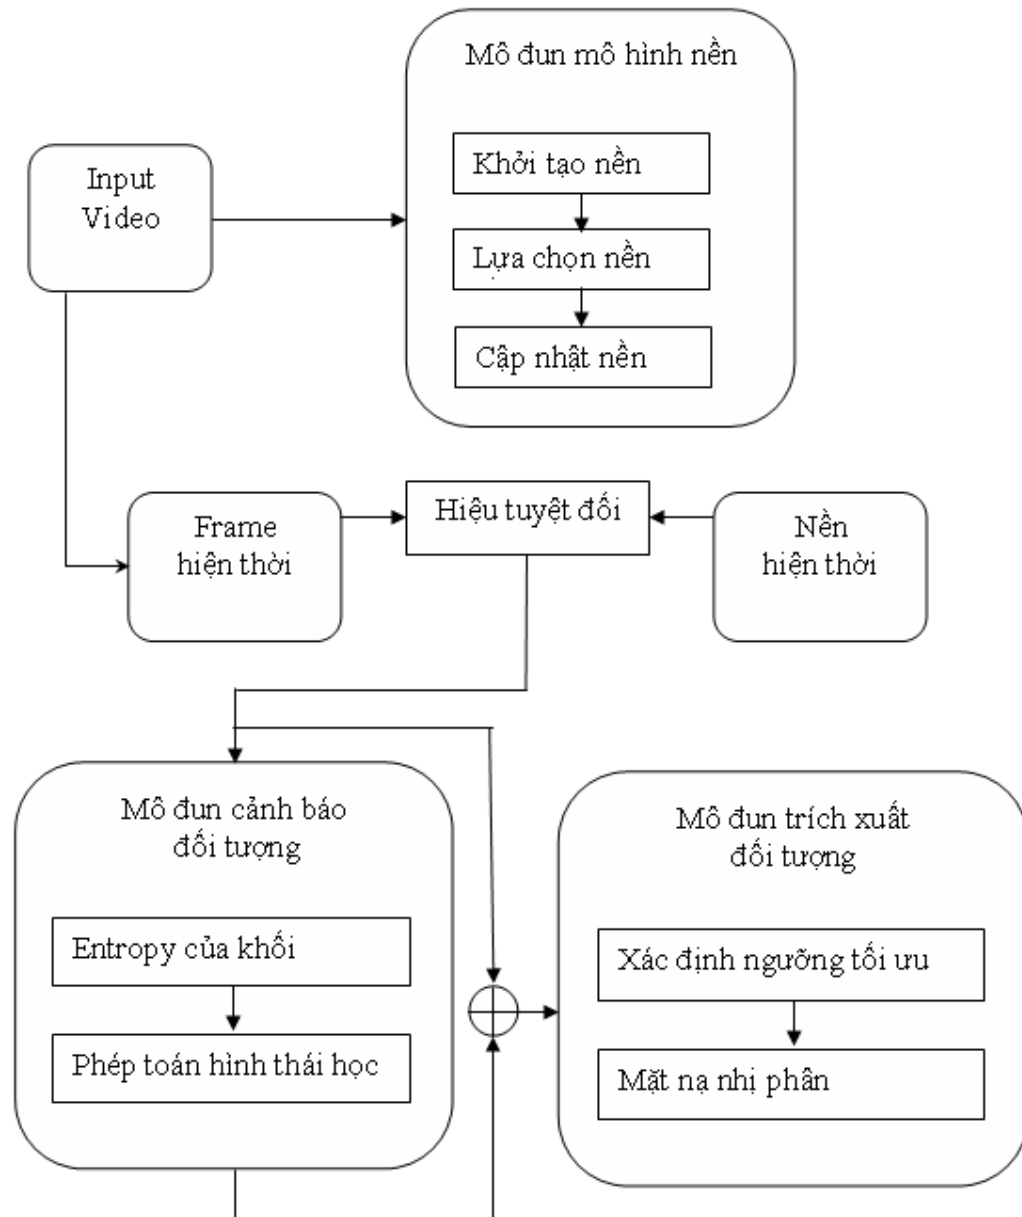 Mô đun mô hình nền
Khởi tạo nền
Input
Video
Lựa chọn nền
Cập nhật nền
Frame
hiện thời
Hiệu tuyệt đối
Nền
hiện thời
Mô đun cảnh báo
đối tượng
Entropy của khối
Phép toán hình thái học
Mô đun trích xuất
đối tượng
Xác định ngưỡng tối ưu
Mặt nạ nhị phân